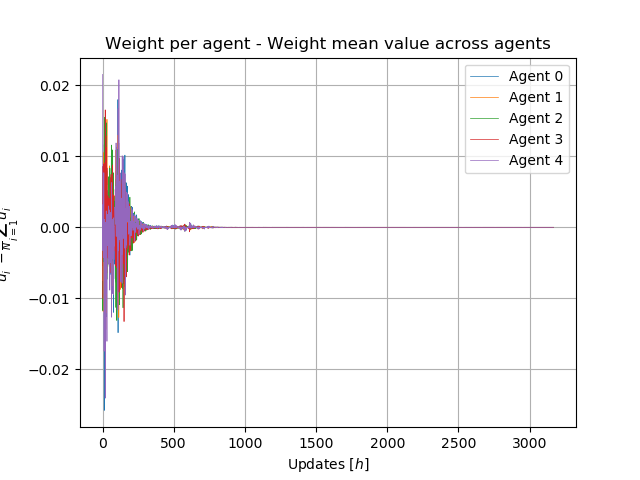 Weight per agent - Weight mean value across agents
0.02
0.01
0.00
−0.01
−0.02
0
500
1000
1500
2000
2500
3000
Updates [h]
Agent 0
Agent 1
Agent 2
Agent 3
Agent 4